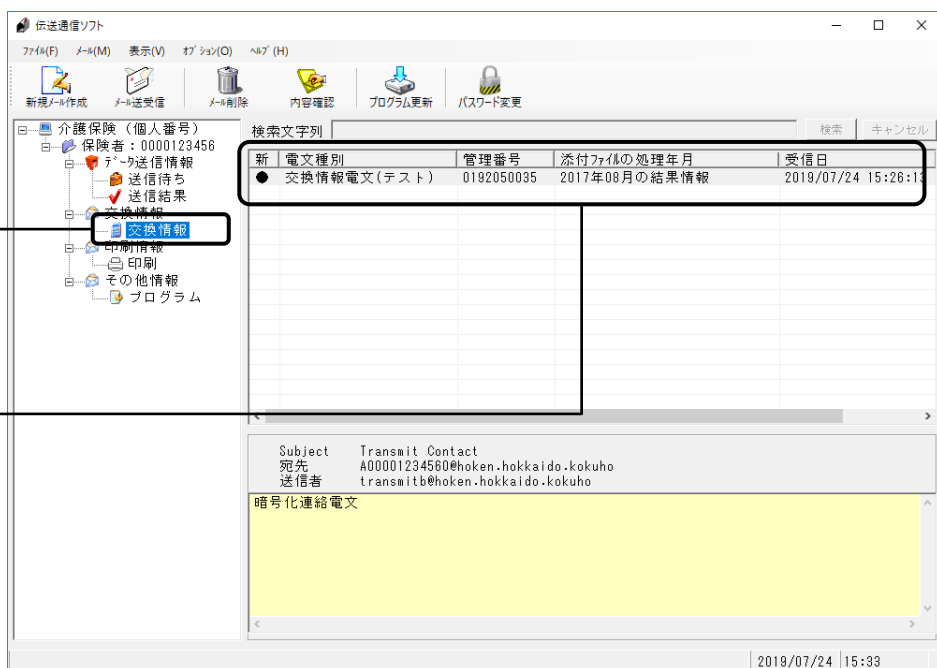 伝送通信ソフト
ファイル(F) メール(M) 表示(V) オプション(O) ヘルプ(H)
新規メール作成 メール送受信 メール削除 内容確認 プログラム更新 パスワード変更
検索文字列 検索 キャンセル
介護保険（個人番号）
保険者：0000123456
データ送信情報
送信待ち
送信結果
交換情報
交換情報
印刷情報
印刷
その他情報
プログラム
新 電文種別 管理番号 添付ファイルの処理年月 受信日
● 交換情報電文(テスト) 0192050035 2017年08月の結果情報 2019/07/24 15:26:13
Subject Transmit Contact
宛先 A00001234560@hoken.hokkaido.kokuho
送信者 transmitb@hoken.hokkaido.kokuho
暗号化連絡電文
2019/07/24 15:33